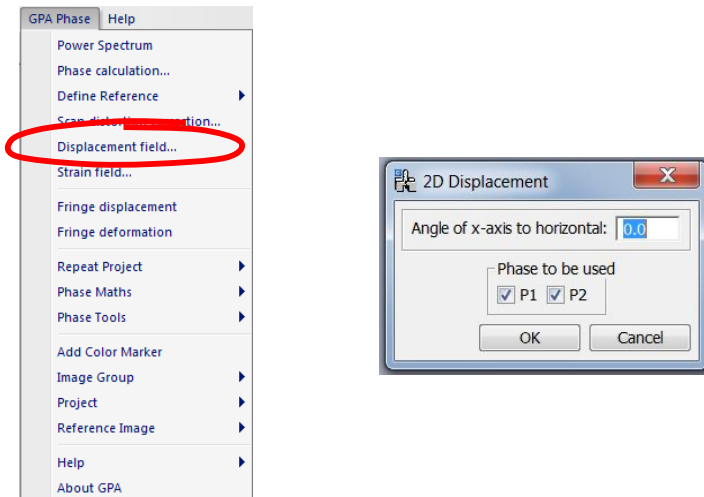 GPA Phase Help
Power Spectrum
Phase calculation...
Define Reference
Displacement field...
Strain field...
Fringe displacement
Fringe deformation
Repeat Project
Phase Maths
Phase Tools
Add Color Marker
Image Group
Project
Reference Image
Help
About GPA
2D Displacement
Angle of x-axis to horizontal: 0.0
Phase to be used
P1 P2
OK Cancel